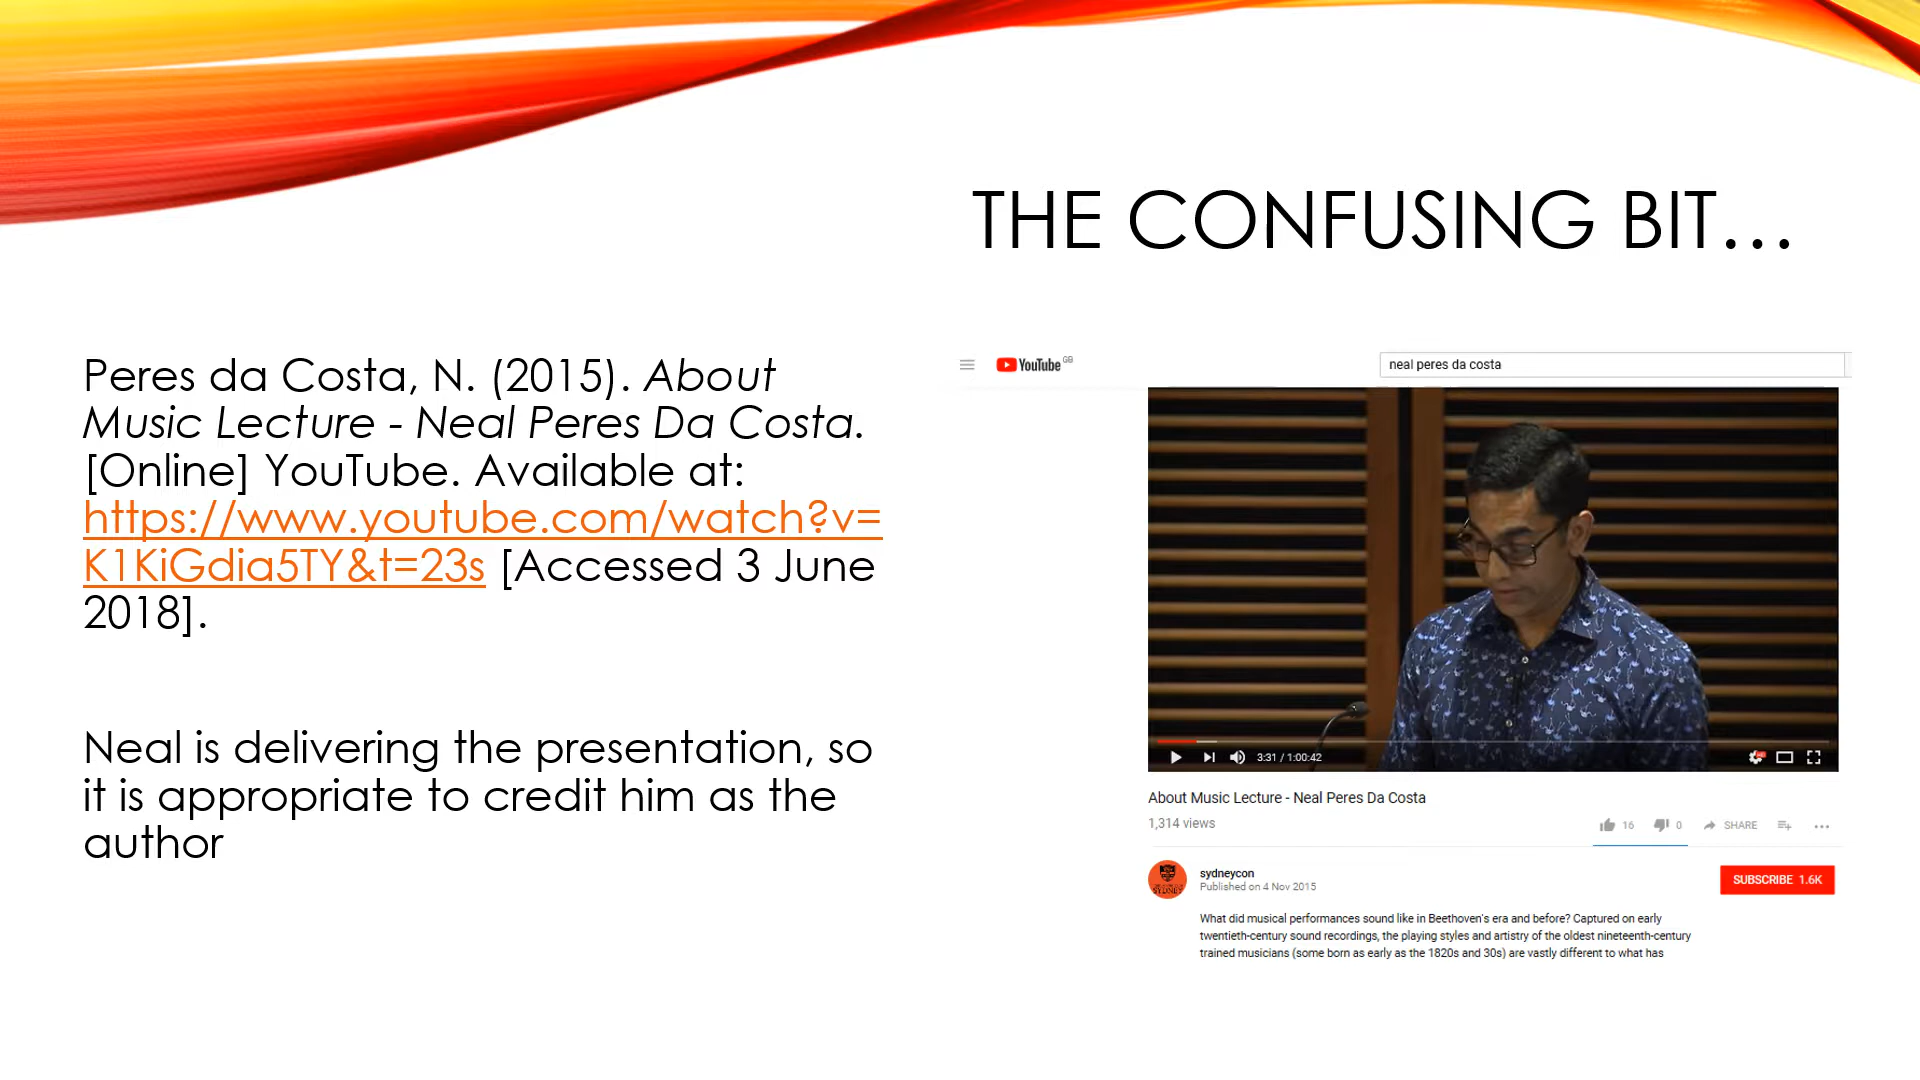 THE CONFUSING BIT…
Peres da Costa, N. (2015). About
Music Lecture - Neal Peres Da Costa.
[Online] YouTube. Available at:
https://www.youtube.com/watch?v=
K1KiGdia5TY&t=23s [Accessed 3 June
2018].
Neal is delivering the presentation, so
it is appropriate to credit him as the
author
YouTube GB
neal peres da costa
3:31 / 1:00:42
About Music Lecture - Neal Peres Da Costa
1,314 views
16
0
SHARE
sydneycon
Published on 4 Nov 2015
SUBSCRIBE 1.6K
What did musical performances sound like in Beethoven's era and before? Captured on early
twentieth-century sound recordings, the playing styles and artistry of the oldest nineteenth-century
trained musicians (some born as early as the 1820s and 30s) are vastly different to what has